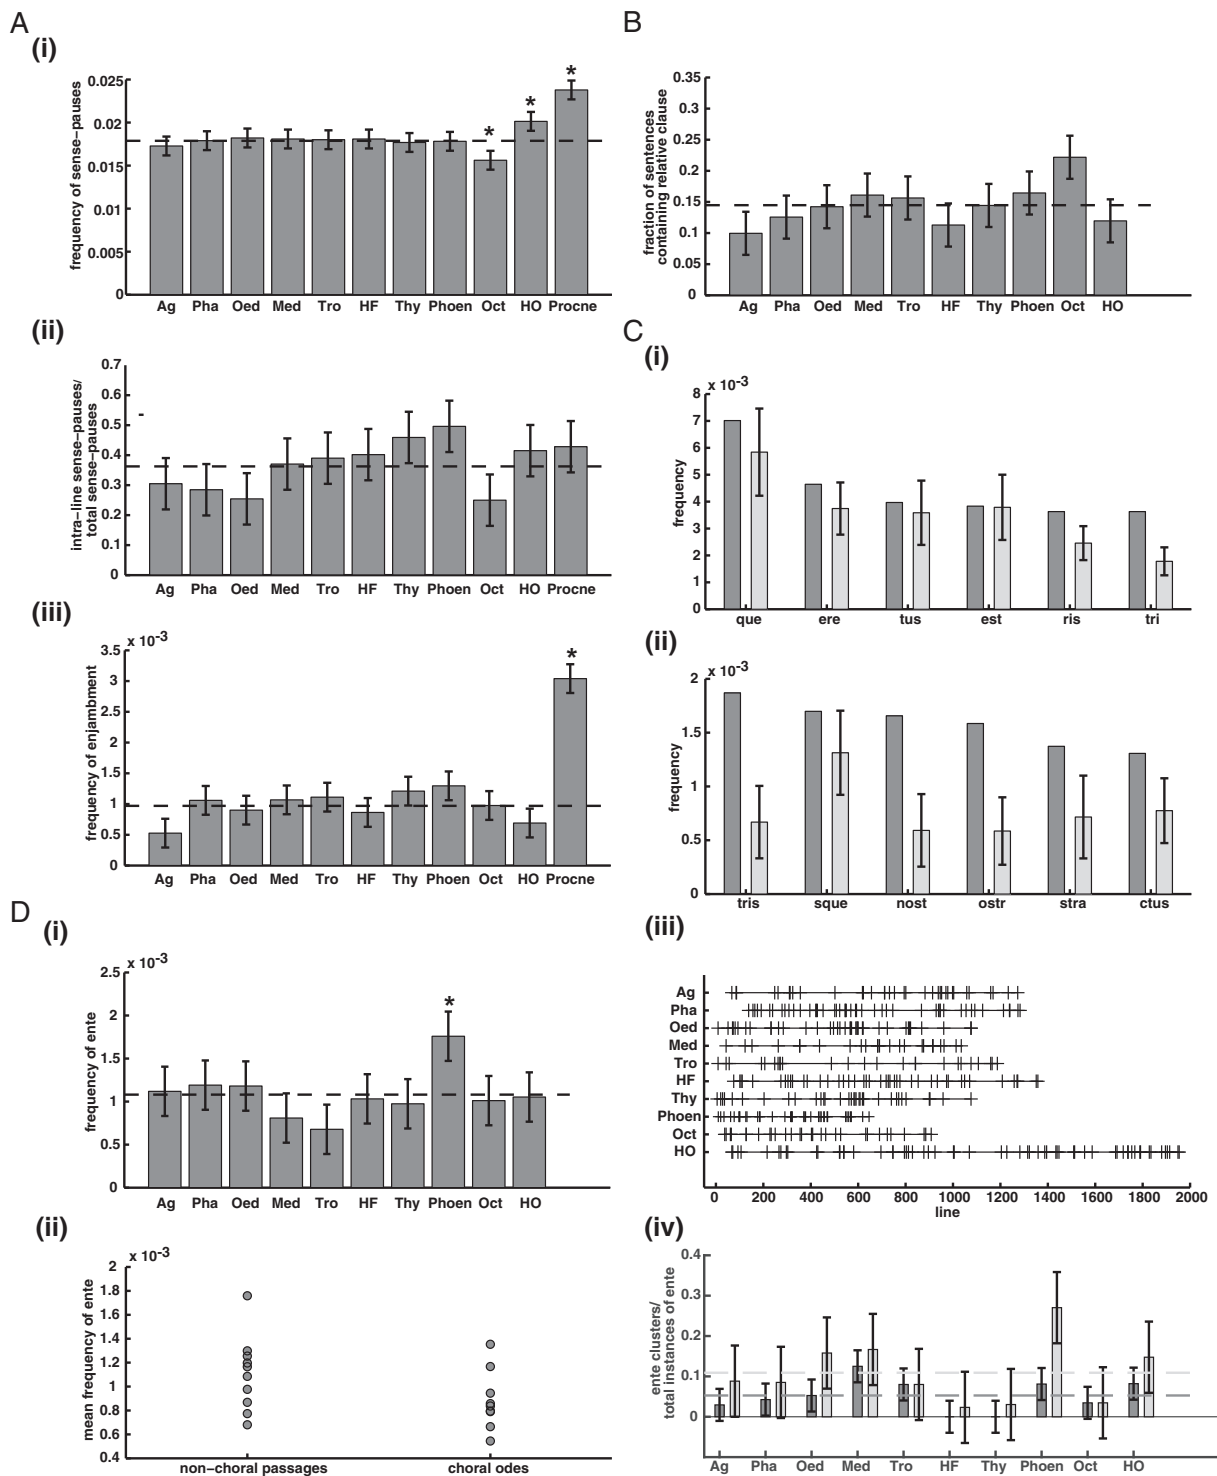 A
(i)
frequency of sense-pauses
0.025
0.02
0.015
0.01
0.005
0
* * *
Ag Pha Oed Med Tro HF Thy Phoen Oct HO Procne
(ii)
intra-line sense-pauses/
total sense-pauses
0.7
0.6
0.5
0.4
0.3
0.2
0.1
0
Ag Pha Oed Med Tro HF Thy Phoen Oct HO Procne
(iii)
x 10-3
frequency of enjambment
3.5
3
2.5
2
1.5
1
0.5
0
*
Ag Pha Oed Med Tro HF Thy Phoen Oct HO Procne
B
fraction of sentences
containing relative clause
0.35
0.3
0.25
0.2
0.15
0.1
0.05
0
Ag Pha Oed Med Tro HF Thy Phoen Oct HO
C
(i)
x 10-3
frequency
8
7
6
5
4
3
2
1
0
que ere tus est ris tri
(ii)
x 10-3
frequency
2
1.5
1
0.5
0
tris sque nost ostr stra ctus
(iii)
Ag
Pha
Oed
Med
Tro
HF
Thy
Phoen
Oct
HO
0 200 400 600 800 1000 1200 1400 1600 1800 2000
line
(iv)
ente clusters/
total instances of ente
0.4
0.3
0.2
0.1
0
Ag Pha Oed Med Tro HF Thy Phoen Oct HO
D
(i)
x 10-3
frequency of ente
2.5
2
1.5
1
0.5
0
*
Ag Pha Oed Med Tro HF Thy Phoen Oct HO
(ii)
x 10-3
mean frequency of ente
2
1.8
1.6
1.4
1.2
1
0.8
0.6
0.4
non-choral passages choral odes